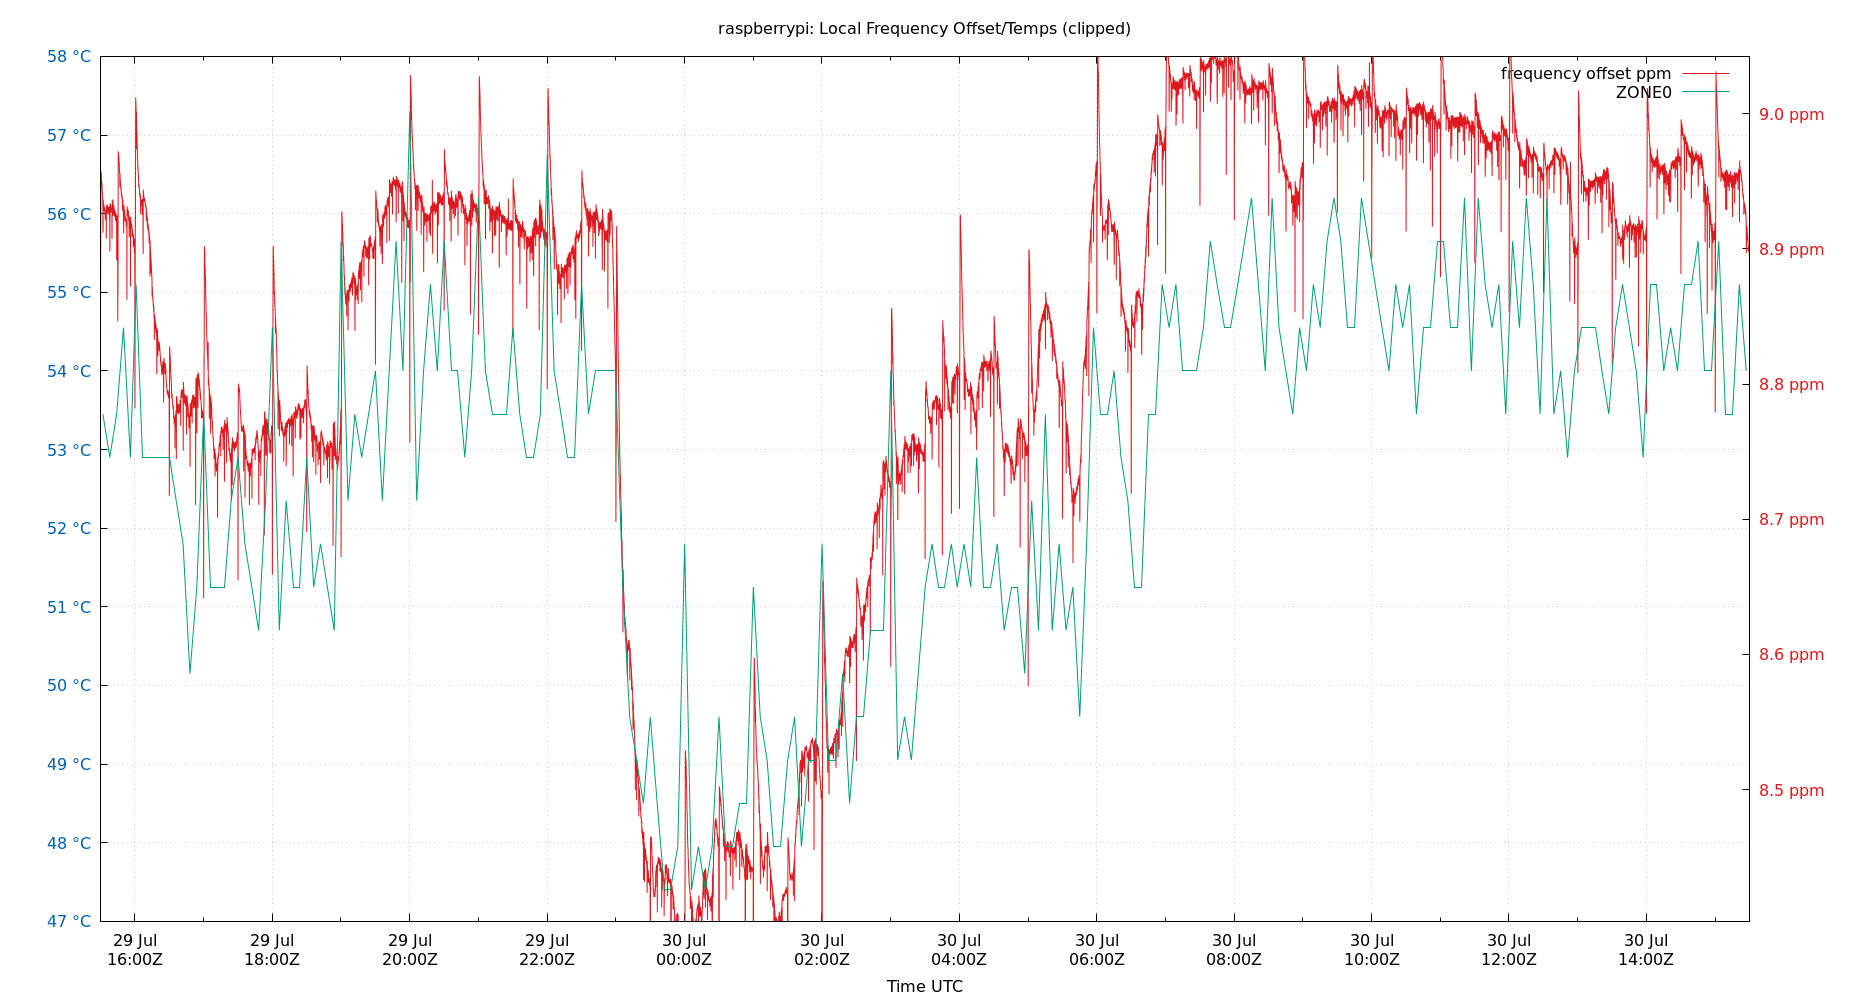 raspberrypi: Local Frequency Offset/Temps (clipped)
58 °C
57 °C
56 °C
55 °C
54 °C
53 °C
52 °C
51 °C
50 °C
49 °C
48 °C
47 °C
frequency offset ppm
ZONE0
9.0 ppm
8.9 ppm
8.8 ppm
8.7 ppm
8.6 ppm
8.5 ppm
29 Jul
16:00Z
29 Jul
18:00Z
29 Jul
20:00Z
29 Jul
22:00Z
30 Jul
00:00Z
30 Jul
02:00Z
30 Jul
04:00Z
30 Jul
06:00Z
30 Jul
08:00Z
30 Jul
10:00Z
30 Jul
12:00Z
30 Jul
14:00Z
Time UTC